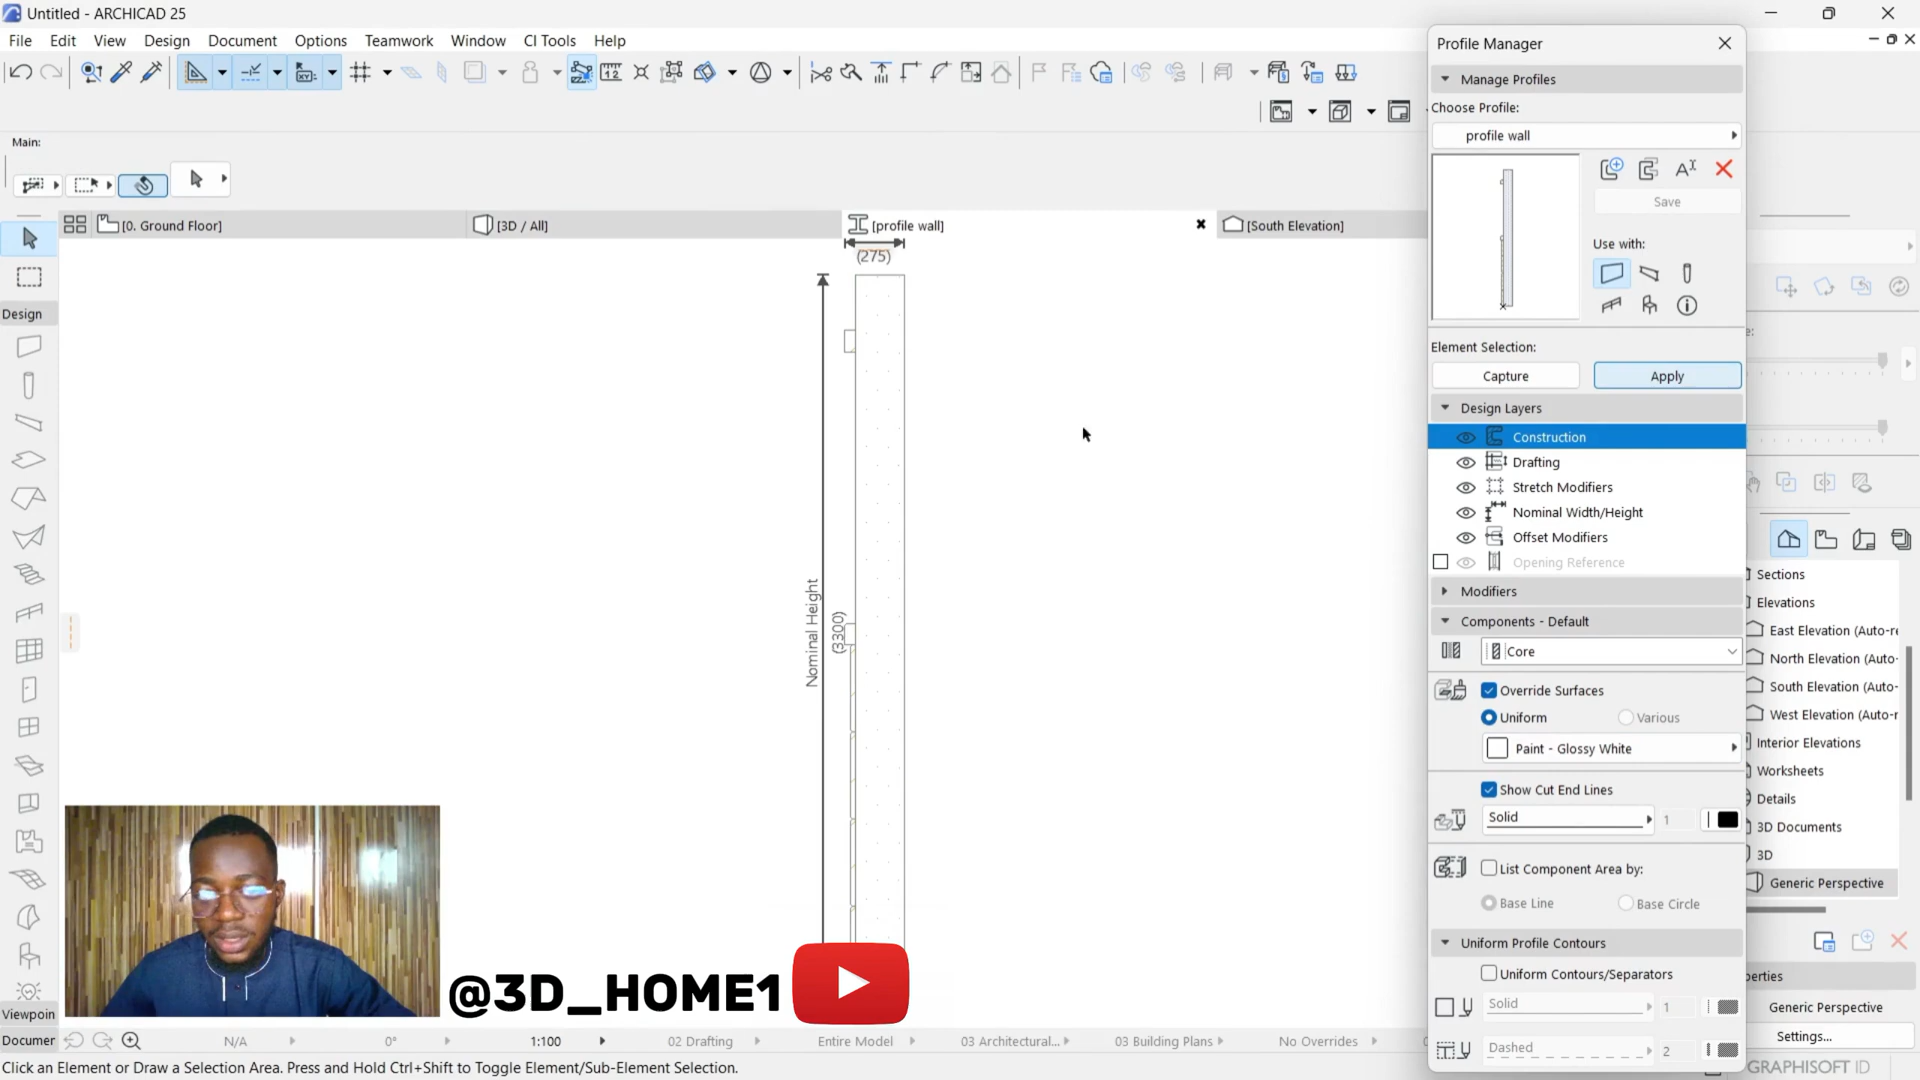 Untitled - ARCHICAD 25
File Edit View Design Document Options Teamwork Window CI Tools Help
Main:
[0. Ground Floor]
[3D / All]
[profile wall]
[South Elevation]
Design
Viewpoin
Documer
(275)
Nominal Height
(3300)
@3D_HOME1
Profile Manager
Manage Profiles
Choose Profile:
profile wall
Save
Use with:
Element Selection:
Capture
Apply
Design Layers
Construction
Drafting
Stretch Modifiers
Nominal Width/Height
Offset Modifiers
Opening Reference
Modifiers
Components - Default
Core
Override Surfaces
Uniform
Various
Paint - Glossy White
Show Cut End Lines
Solid
1
List Component Area by:
Base Line
Base Circle
Uniform Profile Contours
Uniform Contours/Separators
Solid
1
Dashed
2
Sections
Elevations
East Elevation (Auto-re
North Elevation (Auto-
South Elevation (Auto-
West Elevation (Auto-r
Interior Elevations
Worksheets
Details
3D Documents
3D
Generic Perspective
perties
Generic Perspective
Settings...
N/A
0°
1:100
02 Drafting
Entire Model
03 Architectural...
03 Building Plans
No Overrides
Click an Element or Draw a Selection Area. Press and Hold Ctrl+Shift to Toggle Element/Sub-Element Selection.
GRAPHISOFT ID